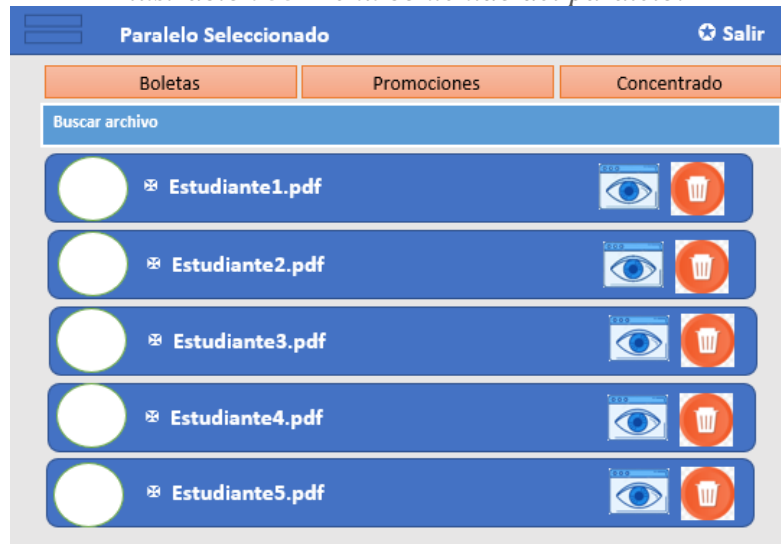 Paralelo Seleccionado ✪ Salir
Boletas Promociones Concentrado
Buscar archivo
✠ Estudiante1.pdf
✠ Estudiante2.pdf
✠ Estudiante3.pdf
✠ Estudiante4.pdf
✠ Estudiante5.pdf